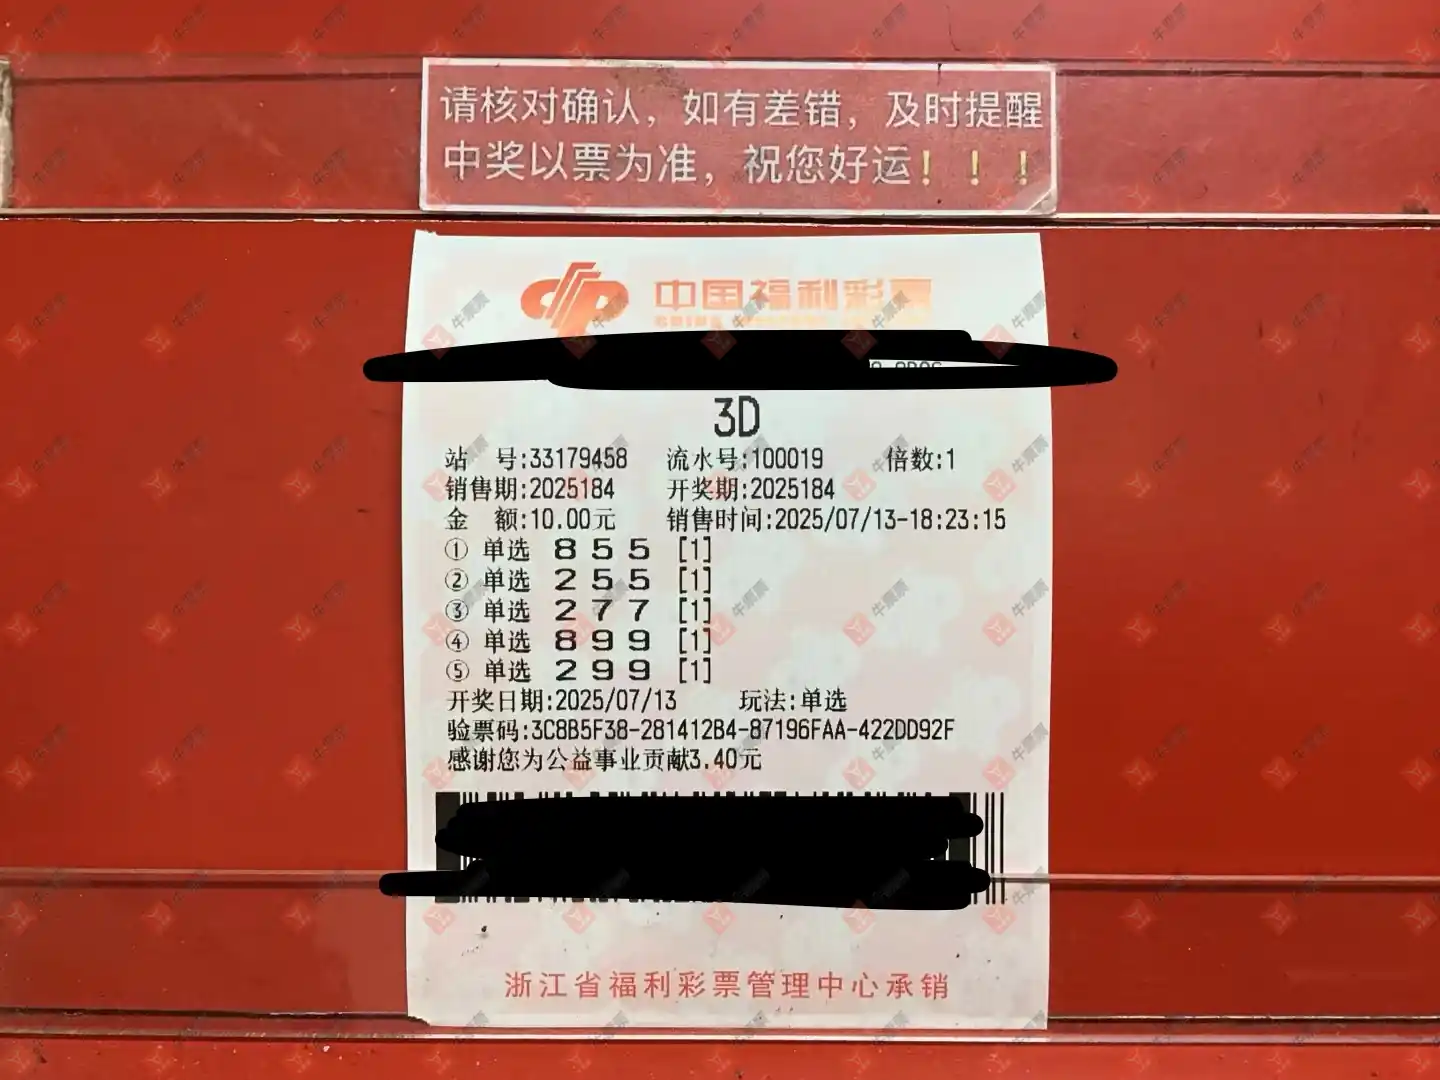 请核对确认，如有差错，及时提醒
中奖以票为准，祝您好运！！！
中国福利彩票
3D
站 号:33179458 流水号:100019 倍数:1
销售期:2025184 开奖期:2025184
金 额:10.00元 销售时间:2025/07/13-18:23:15
① 单选 8 5 5 [1]
② 单选 2 5 5 [1]
③ 单选 2 7 7 [1]
④ 单选 8 9 9 [1]
⑤ 单选 2 9 9 [1]
开奖日期:2025/07/13 玩法:单选
验票码:3C8B5F38-281412B4-87196FAA-422DD92F
感谢您为公益事业贡献3.40元
浙江省福利彩票管理中心承销
牛票票